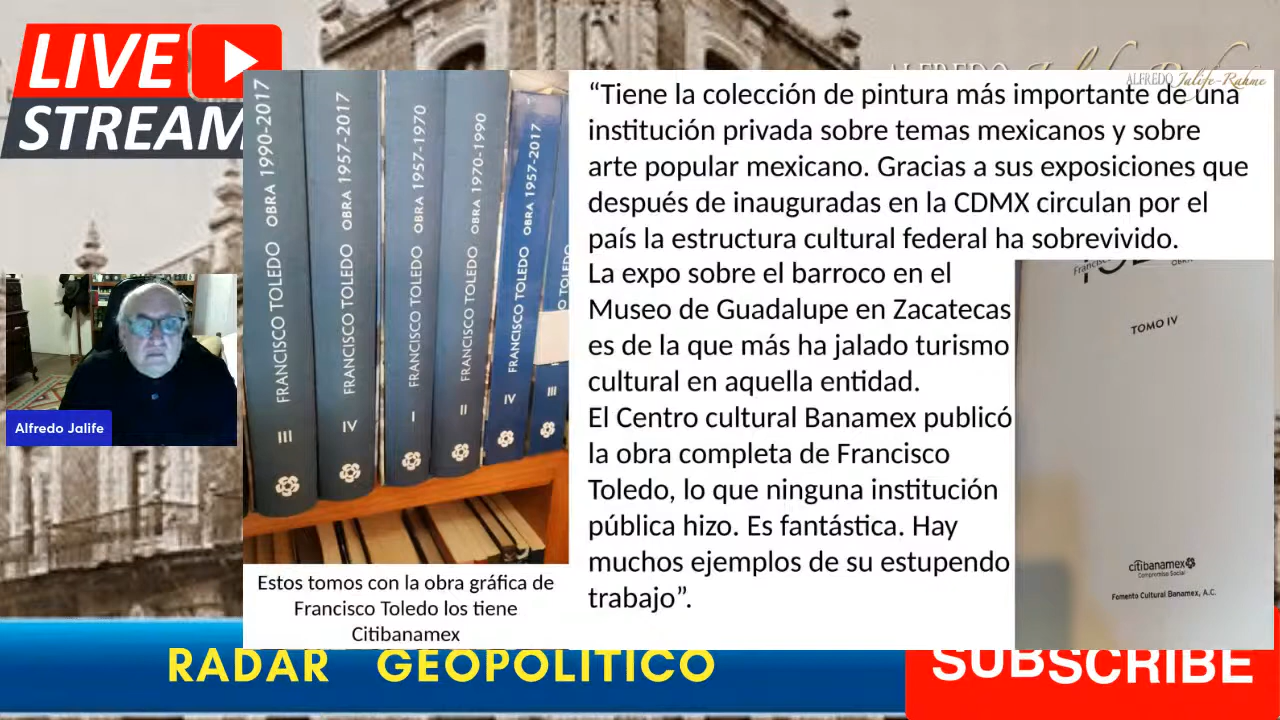 LIVE
STREAM
ALFREDO Jalife-Rahme
FRANCISCO TOLEDO OBRA 1990-2017
III
FRANCISCO TOLEDO OBRA 1957-2017
IV
FRANCISCO TOLEDO OBRA 1957-1970
I
FRANCISCO TOLEDO OBRA 1970-1990
II
FRANCISCO TOLEDO OBRA 1957-2017
IV
III
“Tiene la colección de pintura más importante de una
institución privada sobre temas mexicanos y sobre
arte popular mexicano. Gracias a sus exposiciones que
después de inauguradas en la CDMX circulan por el
país la estructura cultural federal ha sobrevivido.
La expo sobre el barroco en el
Museo de Guadalupe en Zacatecas
es de la que más ha jalado turismo
cultural en aquella entidad.
El Centro cultural Banamex publicó
la obra completa de Francisco
Toledo, lo que ninguna institución
pública hizo. Es fantástica. Hay
muchos ejemplos de su estupendo
trabajo”.
TOMO IV
citibanamex
Compromiso Social
Fomento Cultural Banamex, A.C.
Alfredo Jalife
Estos tomos con la obra gráfica de
Francisco Toledo los tiene
Citibanamex
RADAR GEOPOLITICO
SUBSCRIBE